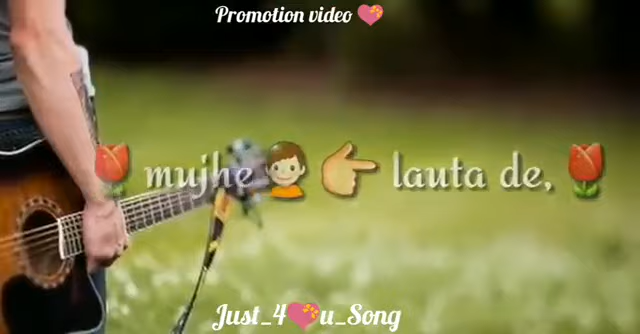 Promotion video 💖
🌷 mujhe 👦 👉 lauta de, 🌷
Just_4💖u_Song